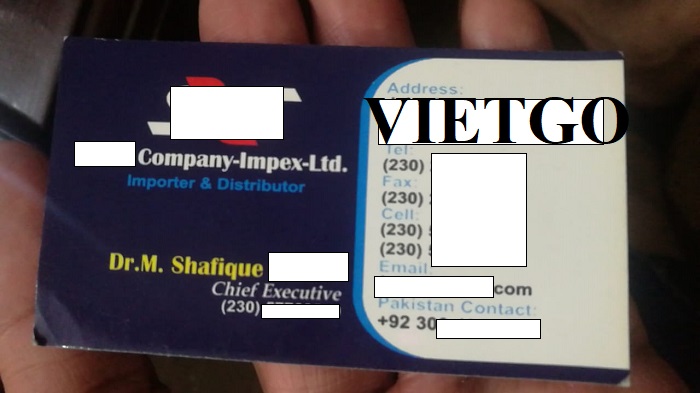 Company-Impex-Ltd.
Importer & Distributor
Dr.M. Shafique
Chief Executive
(230)
Address:
VIETGO
Tel:
(230)
Fax:
(230)
Cell:
(230)
(230)
Email:
.com
Pakistan Contact:
+92 30